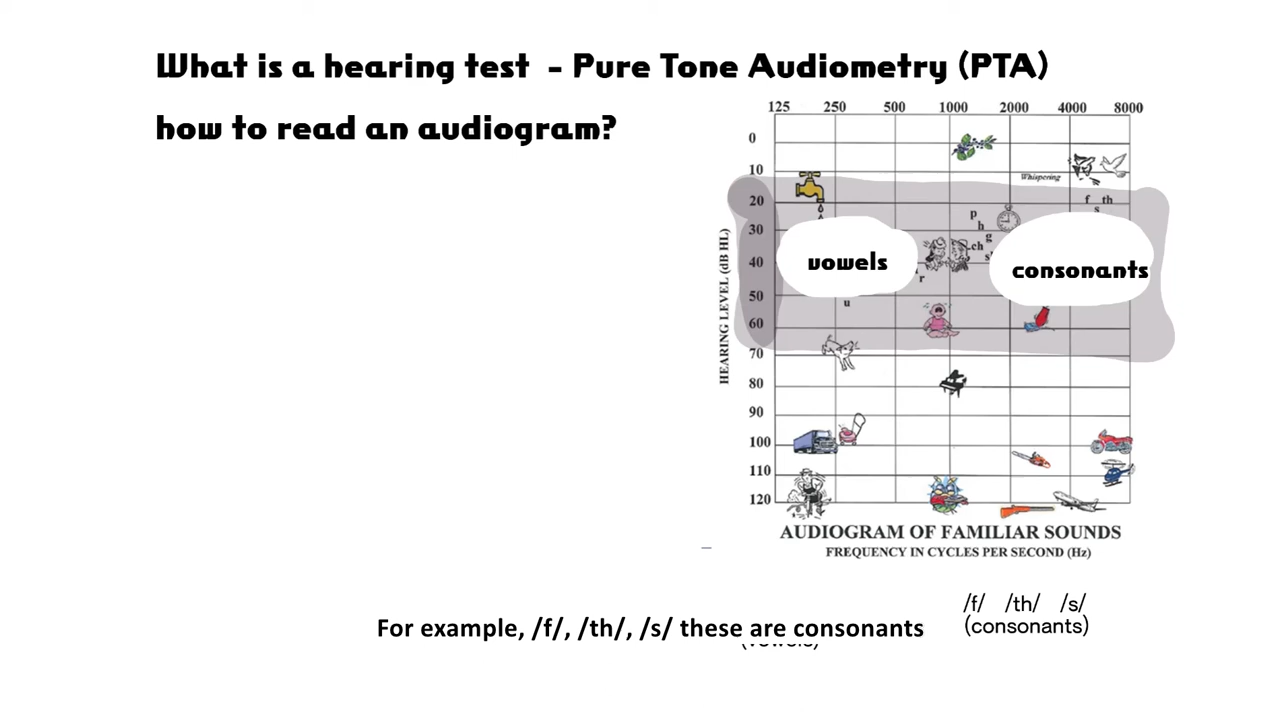 What is a hearing test - Pure Tone Audiometry (PTA)
how to read an audiogram?
125 250 500 1000 2000 4000 8000
0
10
Whispering
20
f th
s
p
30
h
g
vowels
ch
40
consonants
r
50
u
60
70
80
90
100
110
120
HEARING LEVEL (dB HL)
AUDIOGRAM OF FAMILIAR SOUNDS
FREQUENCY IN CYCLES PER SECOND (Hz)
/f/ /th/ /s/
(consonants)
For example, /f/, /th/, /s/ these are consonants
(vowels)